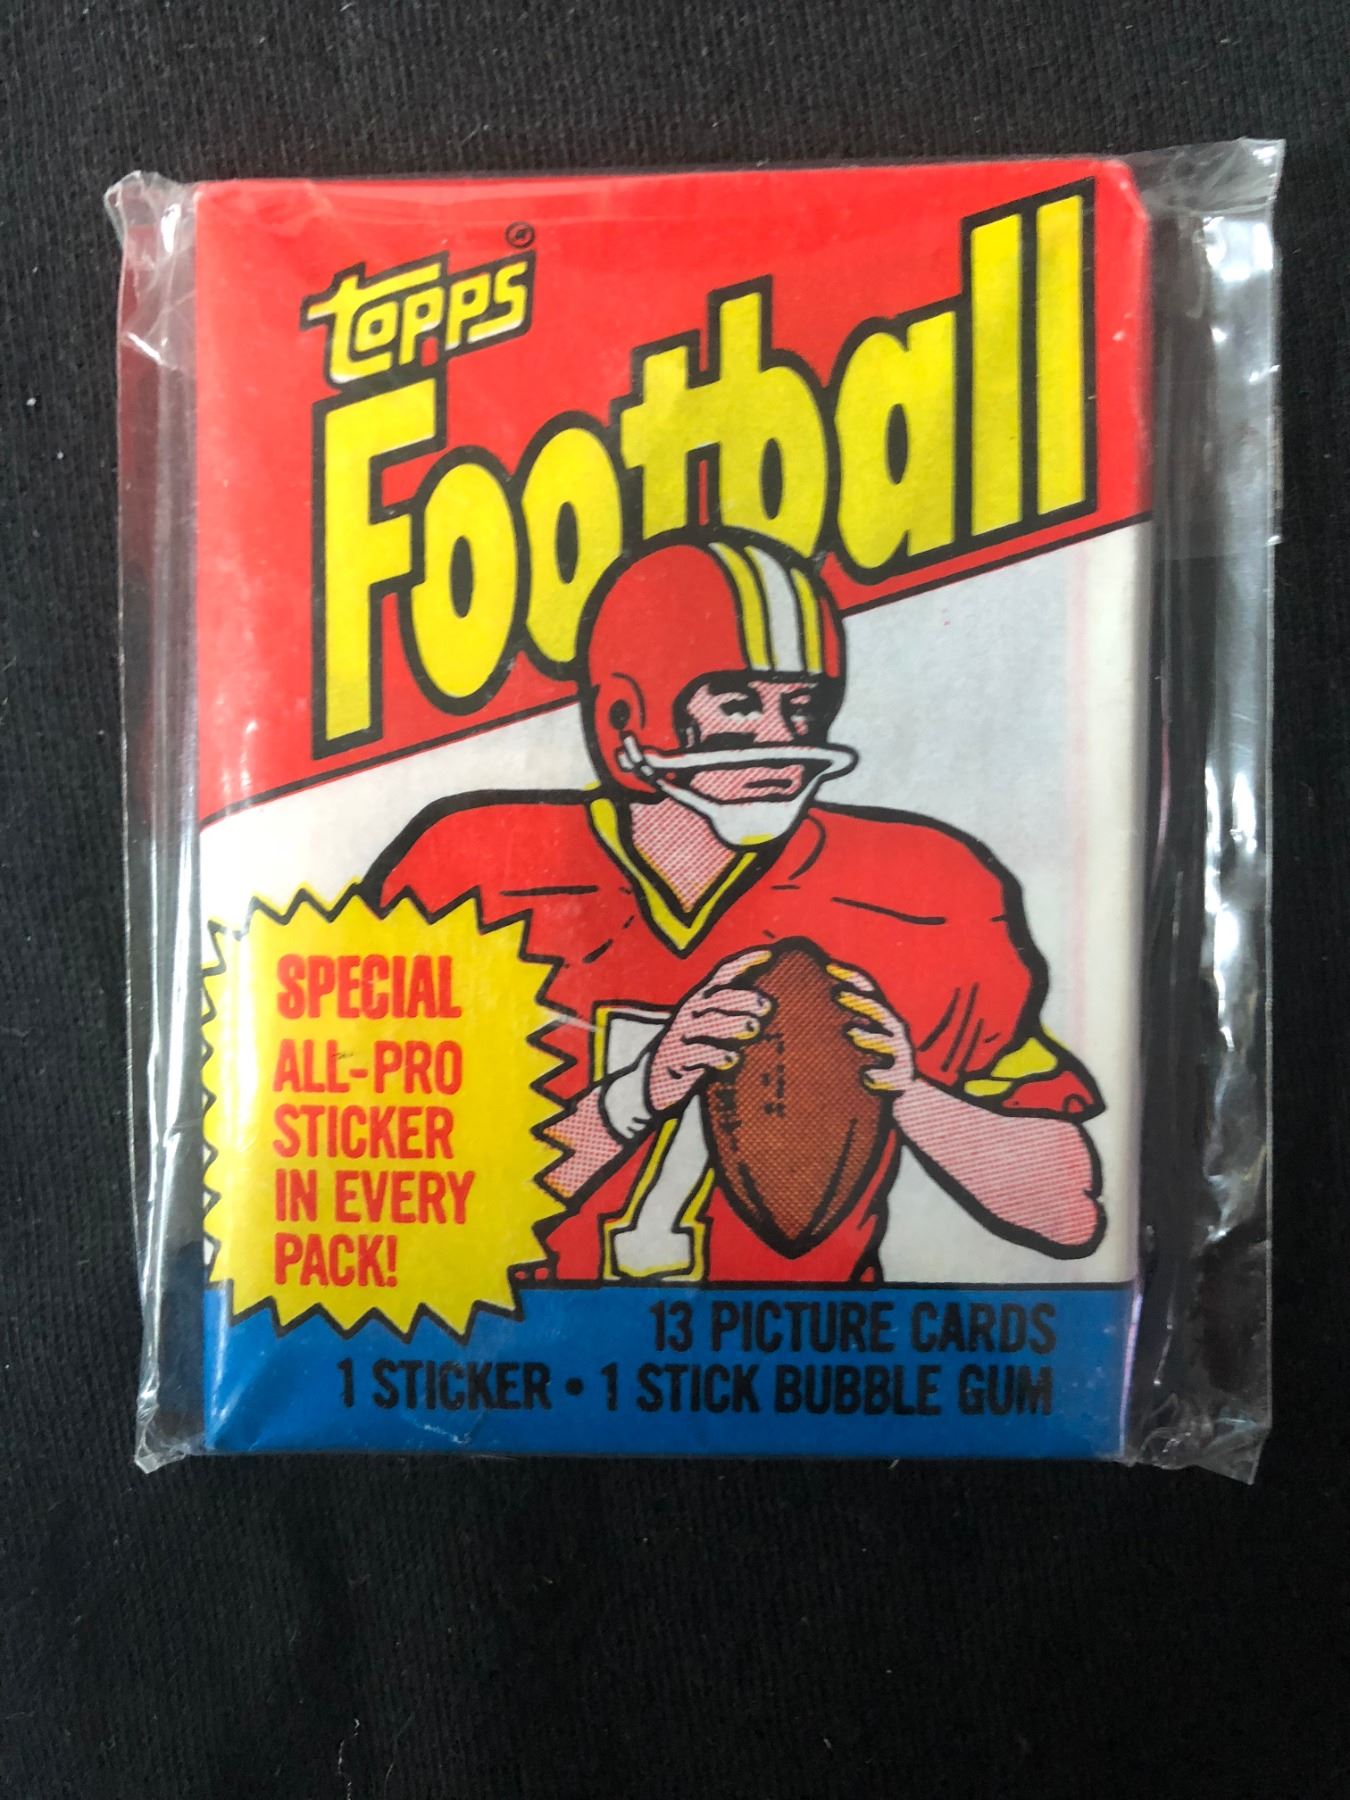 Topps®
Football
SPECIAL
ALL-PRO
STICKER
IN EVERY
PACK!
13 PICTURE CARDS
1 STICKER • 1 STICK BUBBLE GUM